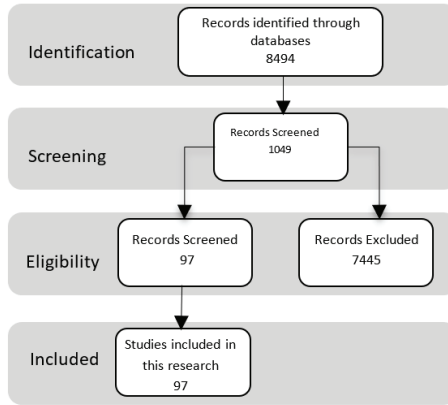 Identification
Records identified through
databases
8494
Screening
Records Screened
1049
Eligibility
Records Screened
97
Records Excluded
7445
Included
Studies included in
this research
97